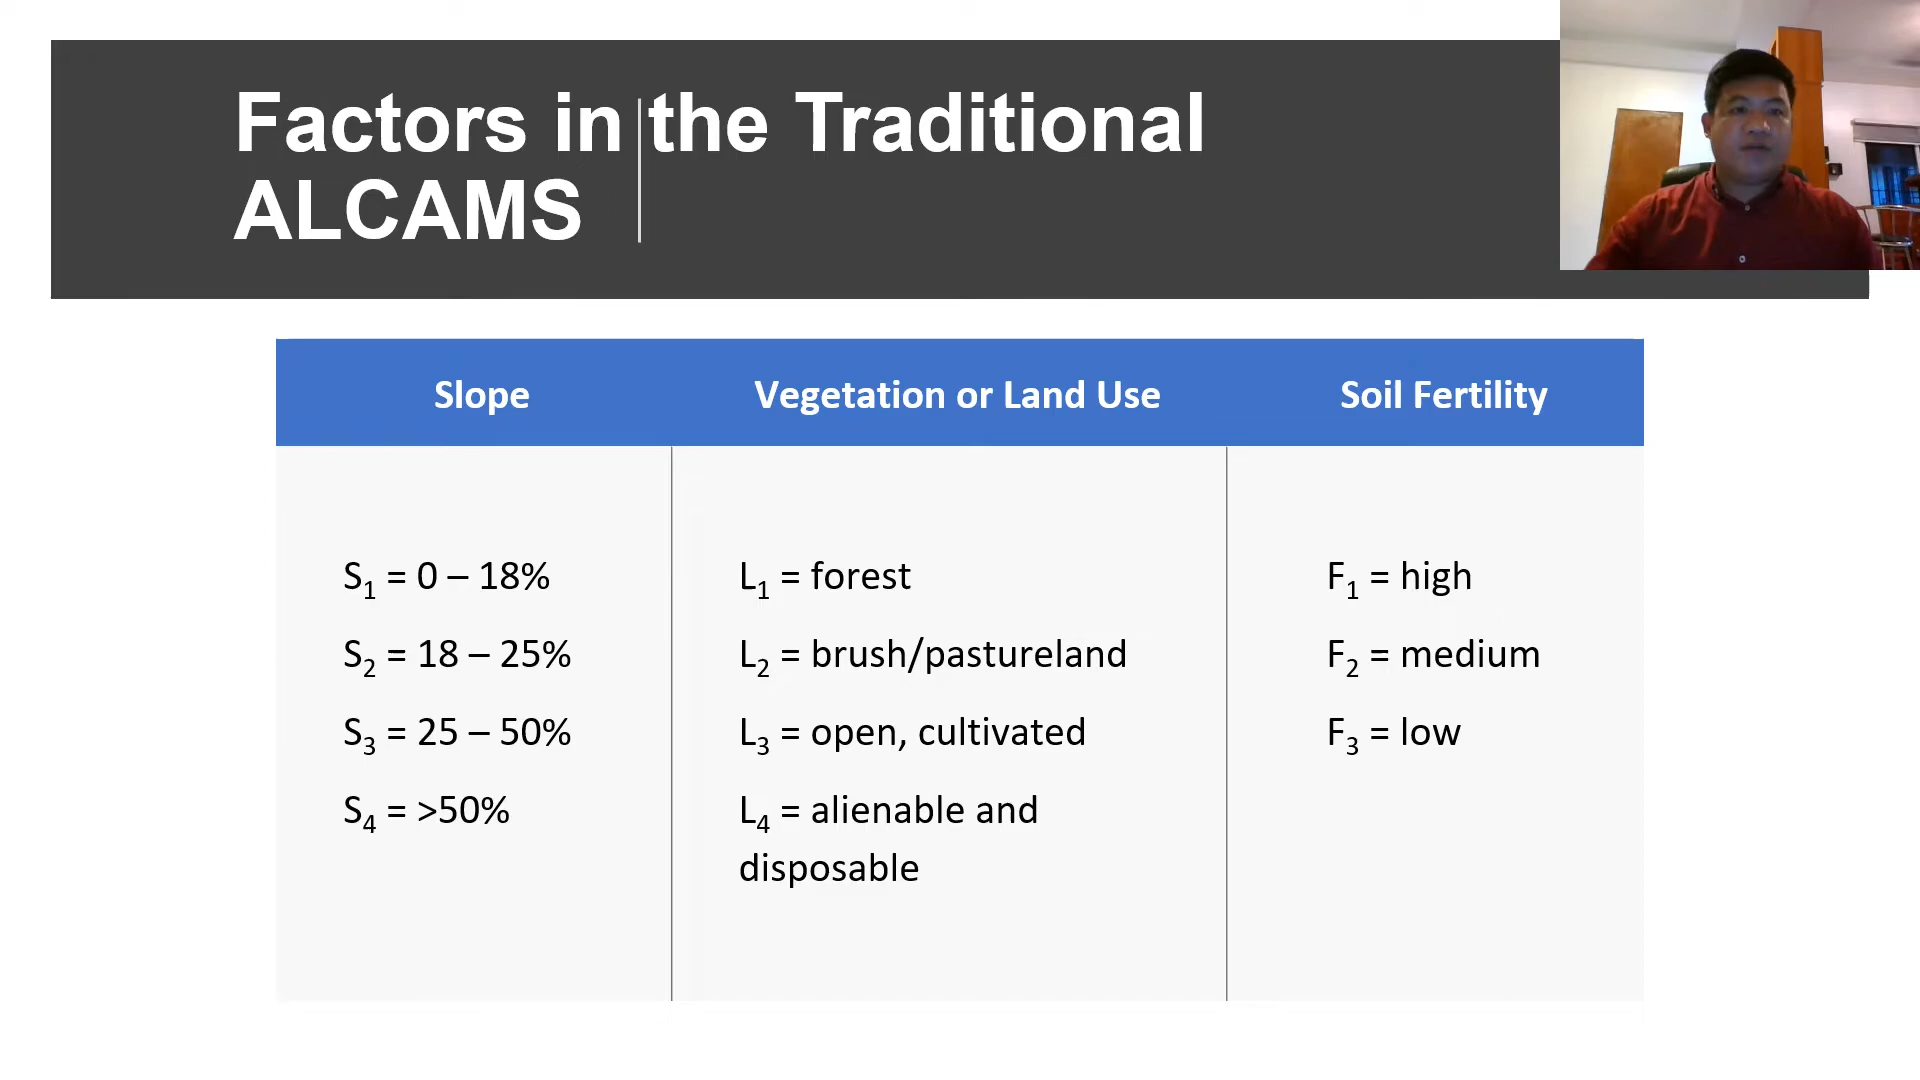 Factors in the Traditional
ALCAMS
Slope
Vegetation or Land Use
Soil Fertility
S₁ = 0 – 18%
S₂ = 18 – 25%
S₃ = 25 – 50%
S₄ = >50%
L₁ = forest
L₂ = brush/pastureland
L₃ = open, cultivated
L₄ = alienable and
disposable
F₁ = high
F₂ = medium
F₃ = low